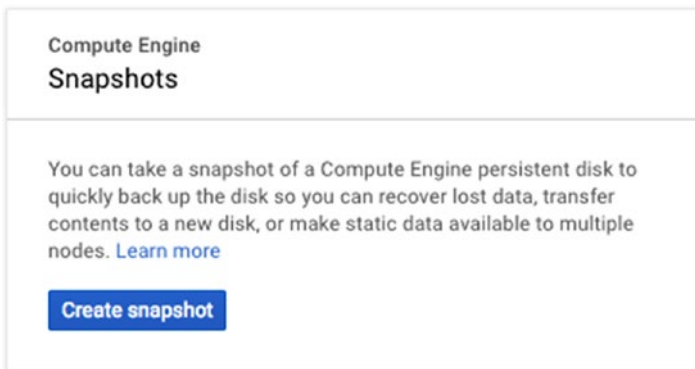 Compute Engine
Snapshots
You can take a snapshot of a Compute Engine persistent disk to
quickly back up the disk so you can recover lost data, transfer
contents to a new disk, or make static data available to multiple
nodes. Learn more
Create snapshot